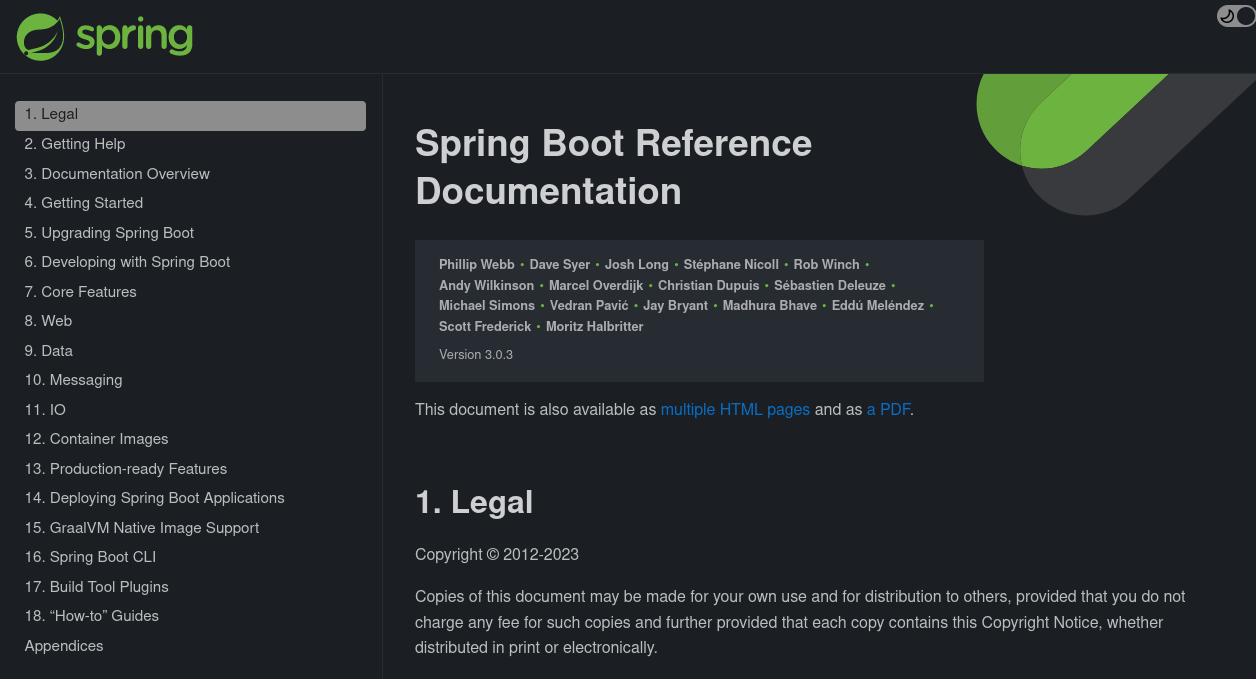 spring
1. Legal
2. Getting Help
3. Documentation Overview
4. Getting Started
5. Upgrading Spring Boot
6. Developing with Spring Boot
7. Core Features
8. Web
9. Data
10. Messaging
11. IO
12. Container Images
13. Production-ready Features
14. Deploying Spring Boot Applications
15. GraalVM Native Image Support
16. Spring Boot CLI
17. Build Tool Plugins
18. “How-to” Guides
Appendices
Spring Boot Reference
Documentation
Phillip Webb • Dave Syer • Josh Long • Stéphane Nicoll • Rob Winch •
Andy Wilkinson • Marcel Overdijk • Christian Dupuis • Sébastien Deleuze •
Michael Simons • Vedran Pavić • Jay Bryant • Madhura Bhave • Eddú Meléndez •
Scott Frederick • Moritz Halbritter
Version 3.0.3
This document is also available as multiple HTML pages and as a PDF.
1. Legal
Copyright © 2012-2023
Copies of this document may be made for your own use and for distribution to others, provided that you do not
charge any fee for such copies and further provided that each copy contains this Copyright Notice, whether
distributed in print or electronically.